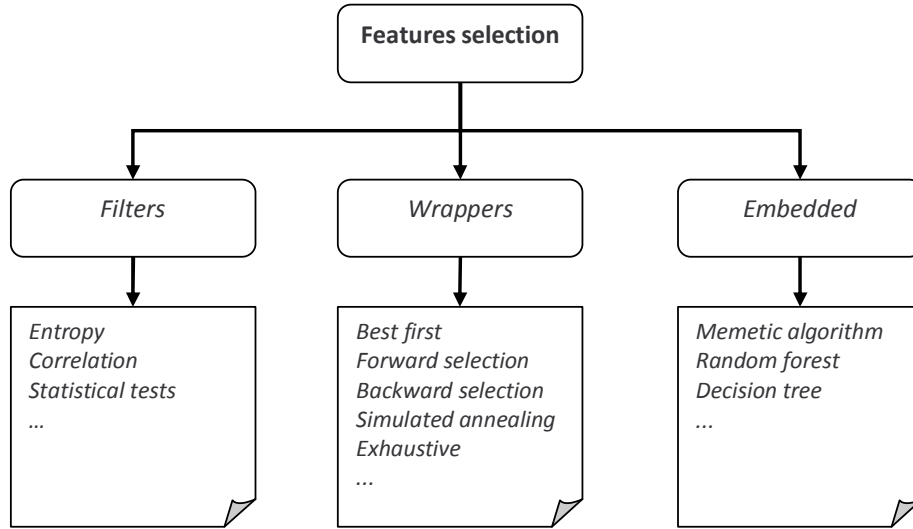 Features selection
Filters
Wrappers
Embedded
Entropy
Correlation
Statistical tests
…
Best first
Forward selection
Backward selection
Simulated annealing
Exhaustive
...
Memetic algorithm
Random forest
Decision tree
...